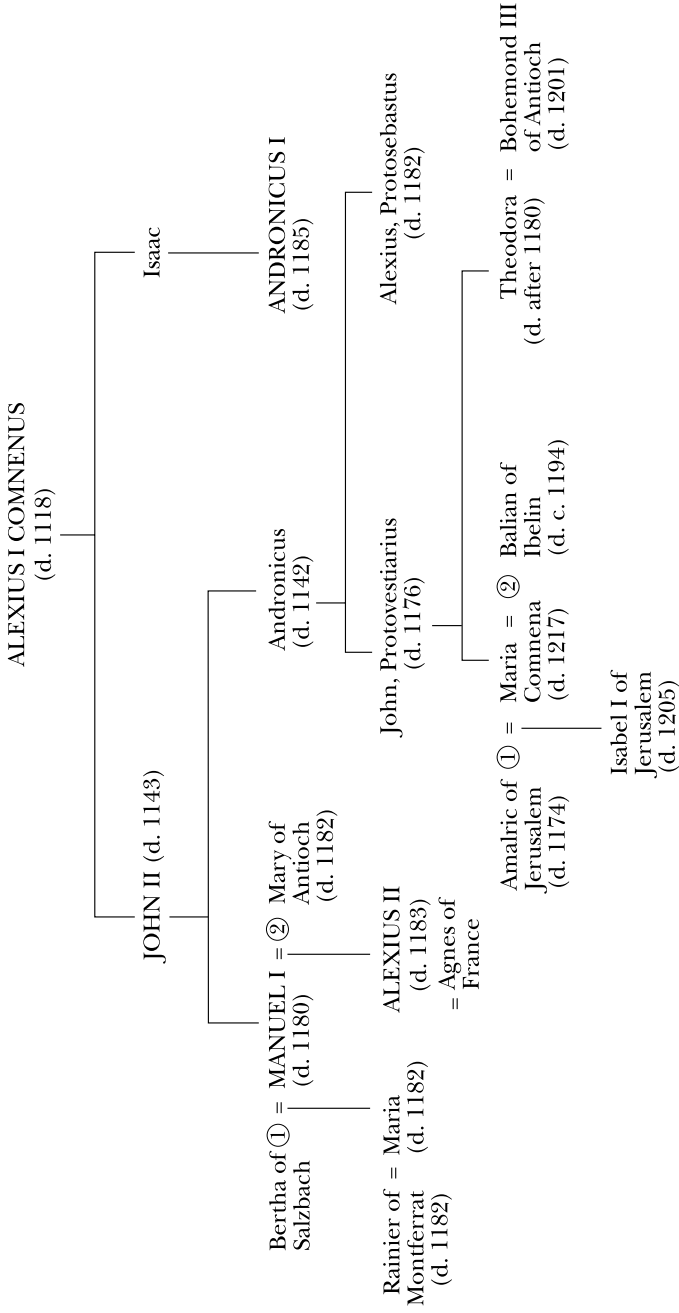 ALEXIUS I COMNENUS
(d. 1118)
JOHN II (d. 1143)
Isaac
Bertha of ① = MANUEL I = ② Mary of
Salzbach
(d. 1180)
Antioch
(d. 1182)
Andronicus
(d. 1142)
ANDRONICUS I
(d. 1185)
Rainier of = Maria
Montferrat
(d. 1182)
(d. 1182)
ALEXIUS II
(d. 1183)
= Agnes of
France
John, Protovestiarius
(d. 1176)
Alexius, Protosebastus
(d. 1182)
Amalric of ① = Maria = ② Balian of
Jerusalem
(d. 1174)
Comnena
(d. 1217)
Ibelin
(d. c. 1194)
Theodora = Bohemond III
(d. after 1180)
of Antioch
(d. 1201)
Isabel I of
Jerusalem
(d. 1205)